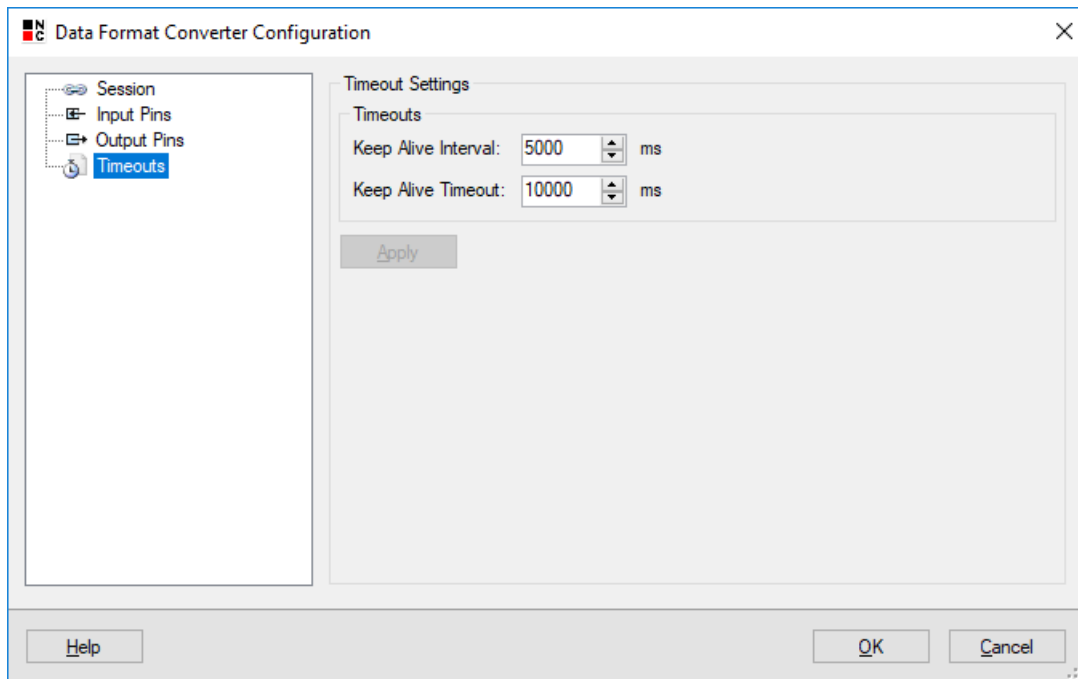 NC Data Format Converter Configuration
Session
Input Pins
Output Pins
Timeouts
Timeout Settings
Timeouts
Keep Alive Interval: 5000 ms
Keep Alive Timeout: 10000 ms
Apply
Help OK Cancel